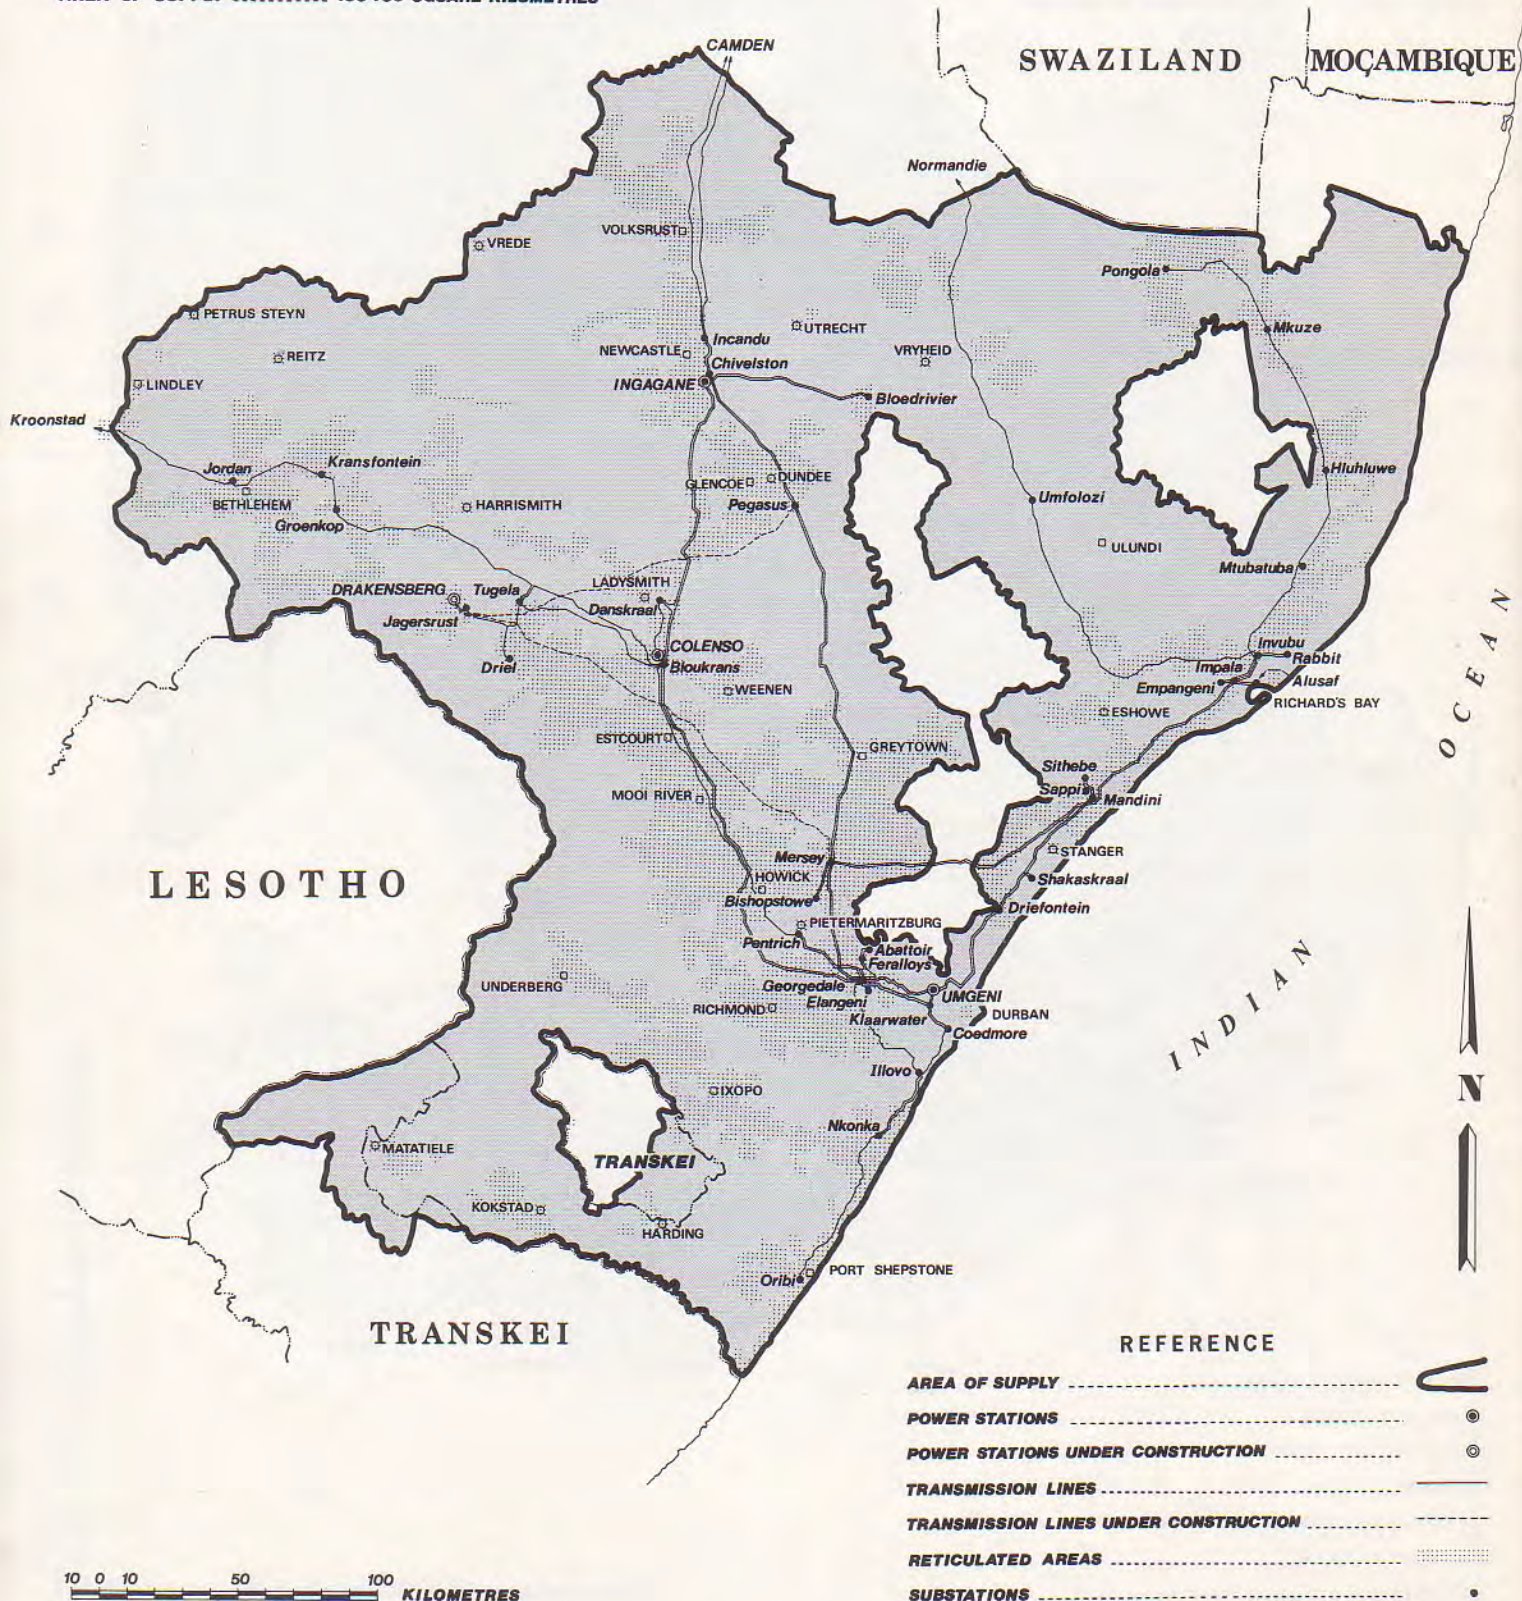 CAMDEN
SWAZILAND
MOÇAMBIQUE
Normandie
VOLKSRUST
VREDE
Pongola
PETRUS STEYN
UTRECHT
Mkuze
Incandu
REITZ
NEWCASTLE
VRYHEID
Chivelston
LINDLEY
INGAGANE
Bloedrivier
Kroonstad
Kransfontein
Jordan
Hluhluwe
GLENCOE
DUNDEE
BETHLEHEM
HARRISMITH
Pegasus
Umfolozi
Groenkop
ULUNDI
Mtubatuba
LADYSMITH
DRAKENSBERG
Tugela
Danskraal
Jagersrust
COLENSO
Invubu
Rabbit
Driel
Bloukrans
Impala
Empangeni
Alusaf
WEENEN
RICHARD'S BAY
ESHOWE
ESTCOURT
GREYTOWN
OCEAN
Sithebe
Sappi
MOOI RIVER
Mandini
STANGER
Mersey
LESOTHO
HOWICK
Shakaskraal
Bishopstowe
Driefontein
PIETERMARITZBURG
Pentrich
Abattoir
Feralloys
UNDERBERG
Georgedale
Elangeni
UMGENI
RICHMOND
Klaarwater
DURBAN
Coedmore
INDIAN
Illovo
IXOPO
N
Nkonka
MATATIELE
TRANSKEI
KOKSTAD
HARDING
Oribi
PORT SHEPSTONE
TRANSKEI
REFERENCE
AREA OF SUPPLY
POWER STATIONS
POWER STATIONS UNDER CONSTRUCTION
TRANSMISSION LINES
TRANSMISSION LINES UNDER CONSTRUCTION
RETICULATED AREAS
SUBSTATIONS
10 0 10 50 100 KILOMETRES